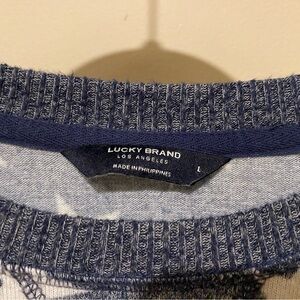 LUCKY BRAND
LOS ANGELES
MADE IN PHILIPPINES
L